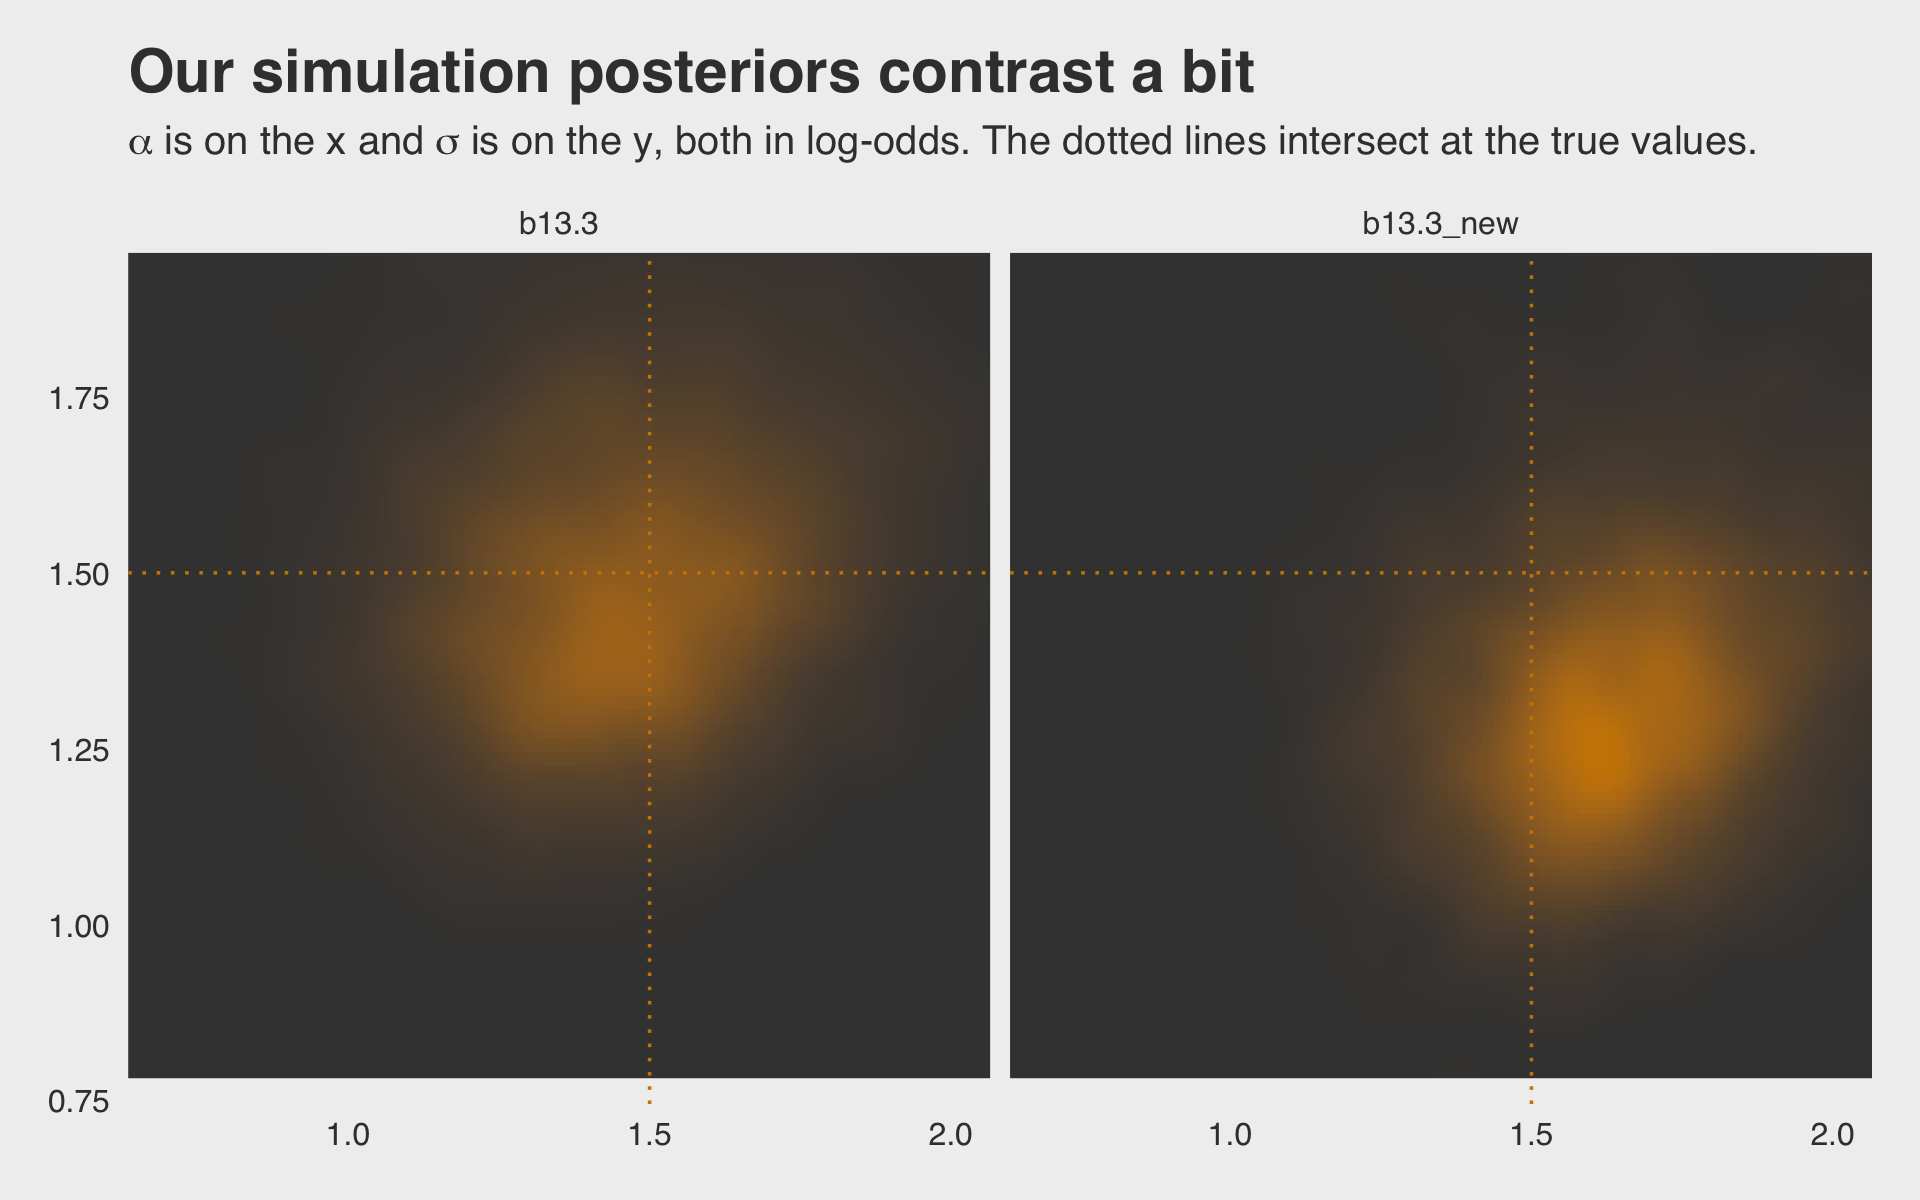 Our simulation posteriors contrast a bit
α is on the x and σ is on the y, both in log-odds. The dotted lines intersect at the true values.
b13.3
b13.3_new
1.75
1.50
1.25
1.00
0.75
1.0 1.5 2.0
1.0 1.5 2.0